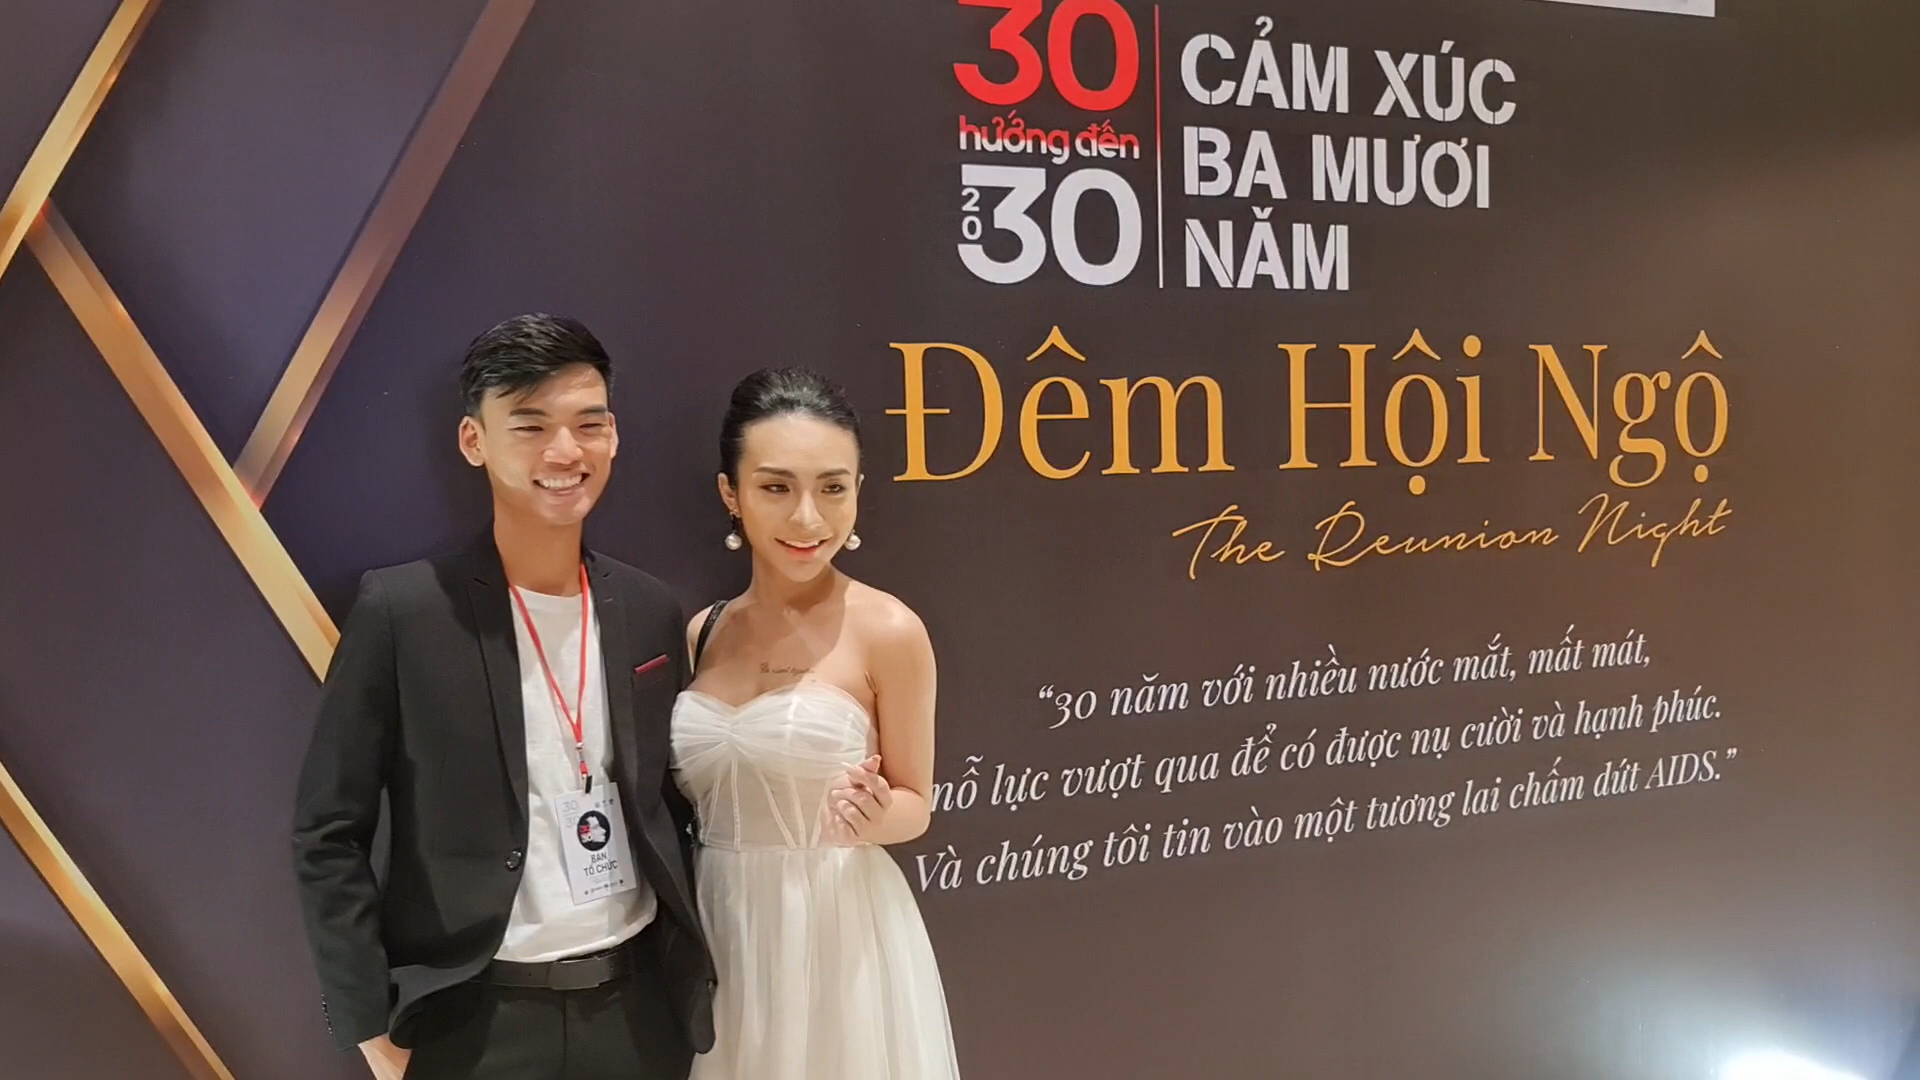 30
hướng đến
2030
CẢM XÚC
BA MƯƠI
NĂM
Đêm Hội Ngộ
The Reunion Night
“30 năm với nhiều nước mắt, mất mát,
nỗ lực vượt qua để có được nụ cười và hạnh phúc.
Và chúng tôi tin vào một tương lai chấm dứt AIDS.”
30
30
BAN
TỔ CHỨC